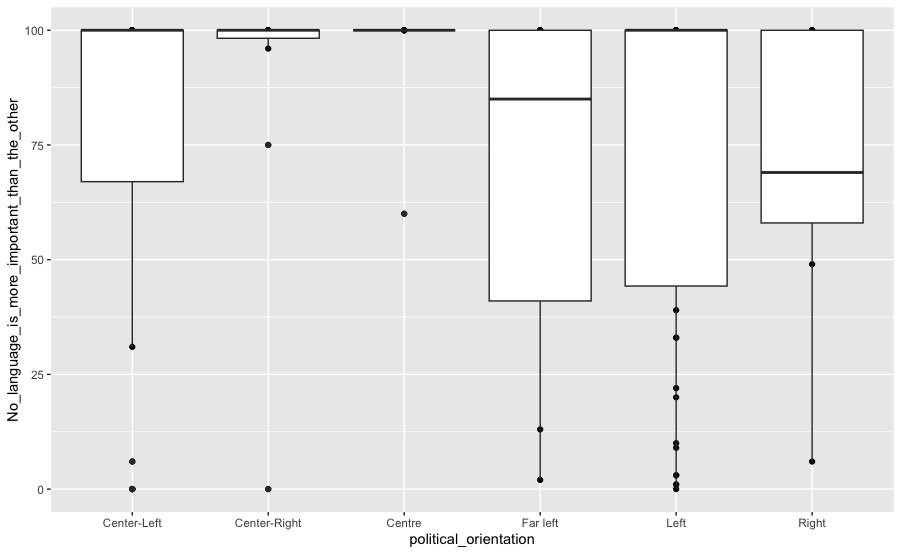 No_language_is_more_important_than_the_other
100
75
50
25
0
Center-Left
Center-Right
Centre
Far left
Left
Right
political_orientation